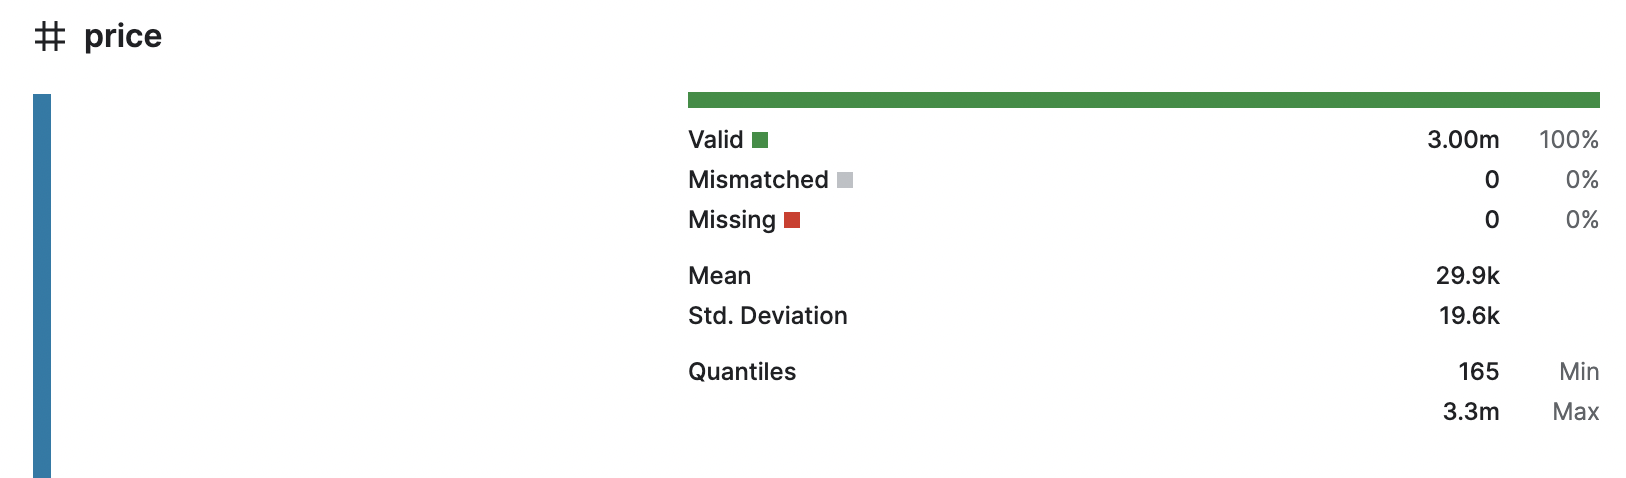 # price
Valid 3.00m 100%
Mismatched 0 0%
Missing 0 0%
Mean 29.9k
Std. Deviation 19.6k
Quantiles 165 Min
3.3m Max